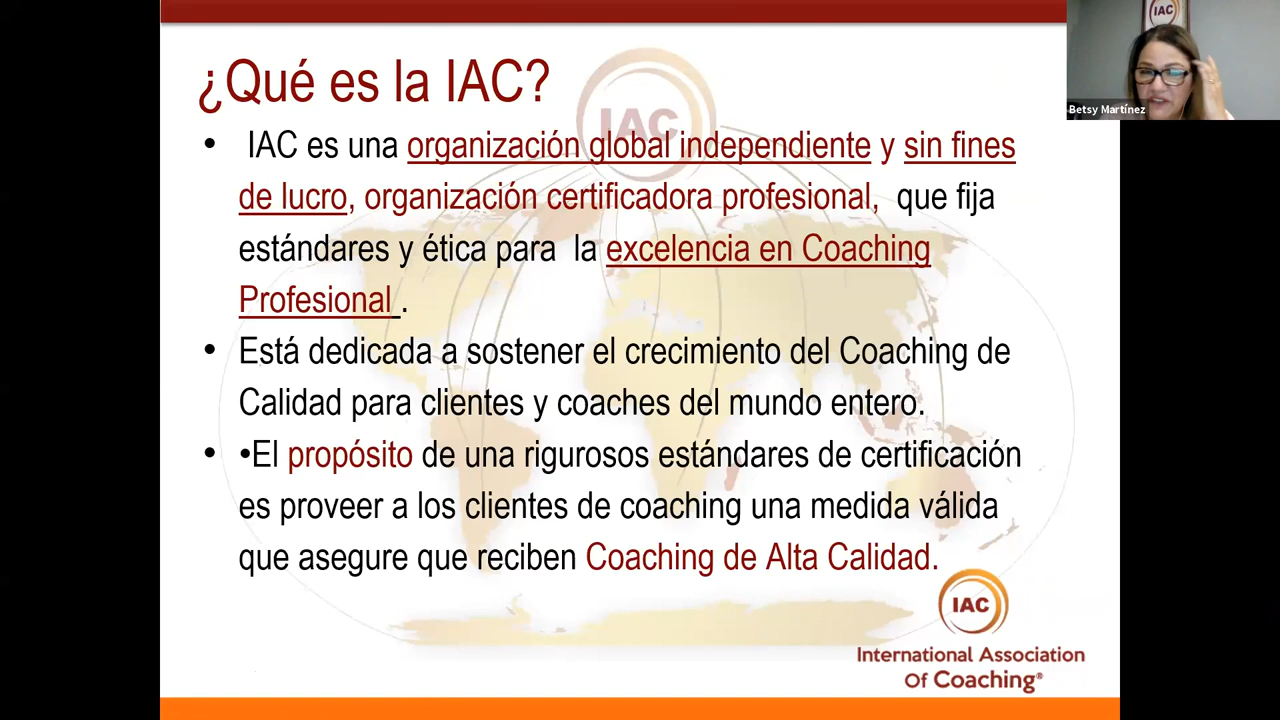 ¿Qué es la IAC?
IAC
IAC
Betsy Martínez
• IAC es una organización global independiente y sin fines
de lucro, organización certificadora profesional, que fija
estándares y ética para la excelencia en Coaching
Profesional .
• Está dedicada a sostener el crecimiento del Coaching de
Calidad para clientes y coaches del mundo entero.
• •El propósito de una rigurosos estándares de certificación
es proveer a los clientes de coaching una medida válida
que asegure que reciben Coaching de Alta Calidad.
IAC
International Association
Of Coaching®